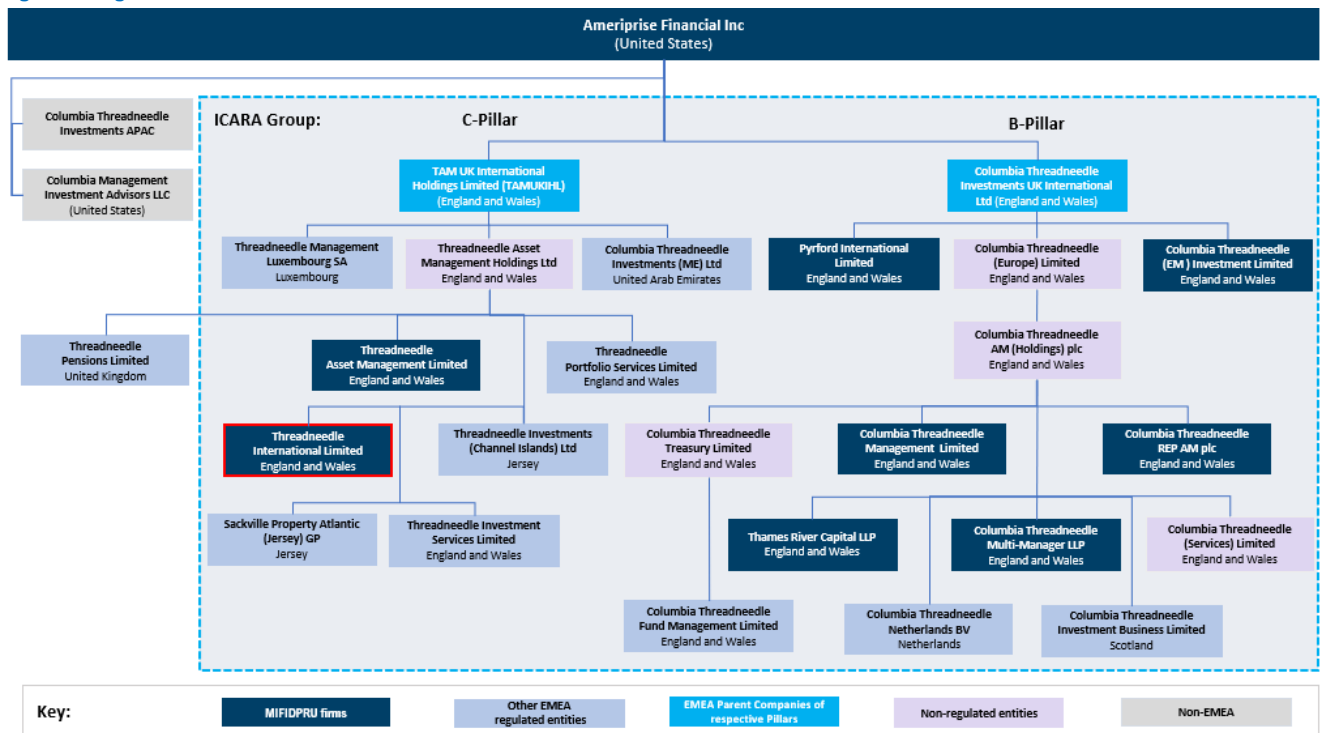 Ameriprise Financial Inc
(United States)
Columbia Threadneedle
Investments APAC
Columbia Management
Investment Advisors LLC
(United States)
ICARA Group:
C-Pillar
B-Pillar
TAM UK International
Holdings Limited (TAMUKIHL)
(England and Wales)
Columbia Threadneedle
Investments UK International
Ltd (England and Wales)
Threadneedle Management
Luxembourg SA
Luxembourg
Threadneedle Asset
Management Holdings Ltd
England and Wales
Columbia Threadneedle
Investments (ME) Ltd
United Arab Emirates
Pyrford International
Limited
England and Wales
Columbia Threadneedle
(Europe) Limited
England and Wales
Columbia Threadneedle
(EM ) Investment Limited
England and Wales
Threadneedle
Pensions Limited
United Kingdom
Threadneedle
Asset Management Limited
England and Wales
Threadneedle
Portfolio Services Limited
England and Wales
Columbia Threadneedle
AM (Holdings) plc
England and Wales
Threadneedle
International Limited
England and Wales
Threadneedle Investments
(Channel Islands) Ltd
Jersey
Columbia Threadneedle
Treasury Limited
England and Wales
Columbia Threadneedle
Management Limited
England and Wales
Columbia Threadneedle
REP AM plc
England and Wales
Sackville Property Atlantic
(Jersey) GP
Jersey
Threadneedle Investment
Services Limited
England and Wales
Thames River Capital LLP
England and Wales
Columbia Threadneedle
Multi-Manager LLP
England and Wales
Columbia Threadneedle
(Services) Limited
England and Wales
Columbia Threadneedle
Fund Management Limited
England and Wales
Columbia Threadneedle
Netherlands BV
Netherlands
Columbia Threadneedle
Investment Business Limited
Scotland
Key:
MIFIDPRU firms
Other EMEA
regulated entities
EMEA Parent Companies of
respective Pillars
Non-regulated entities
Non-EMEA